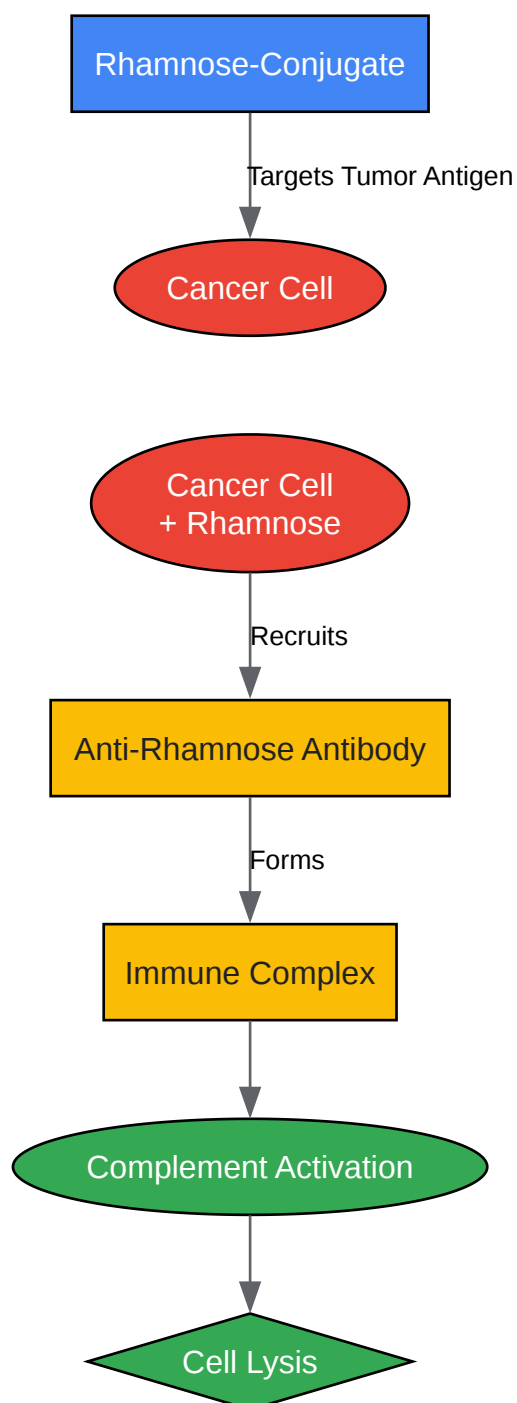 Rhamnose-Conjugate
Targets Tumor Antigen
Cancer Cell
Cancer Cell
+ Rhamnose
Recruits
Anti-Rhamnose Antibody
Forms
Immune Complex
Complement Activation
Cell Lysis